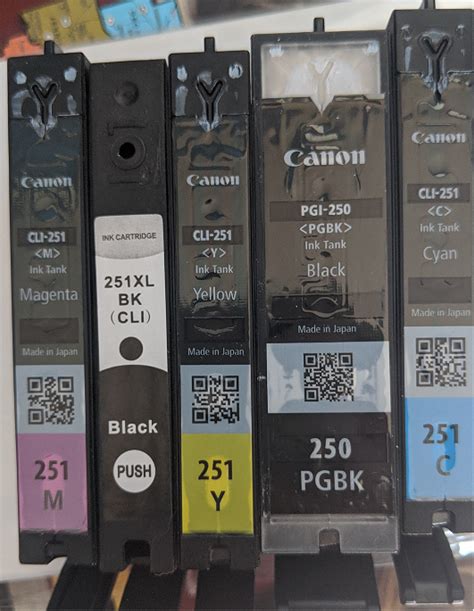 Canon
CLI-251
<M>
Ink Tank
Magenta
Made in Japan
251
M
INK CARTRIDGE
251XL
BK
(CLI)
Black
PUSH
Canon
CLI-251
<Y>
Ink Tank
Yellow
Made in Japan
251
Y
Canon
PGI-250
<PGBK>
Ink Tank
Black
Made in Japan
250
PGBK
Canon
CLI-251
<C>
Ink Tank
Cyan
Made in Japan
251
C